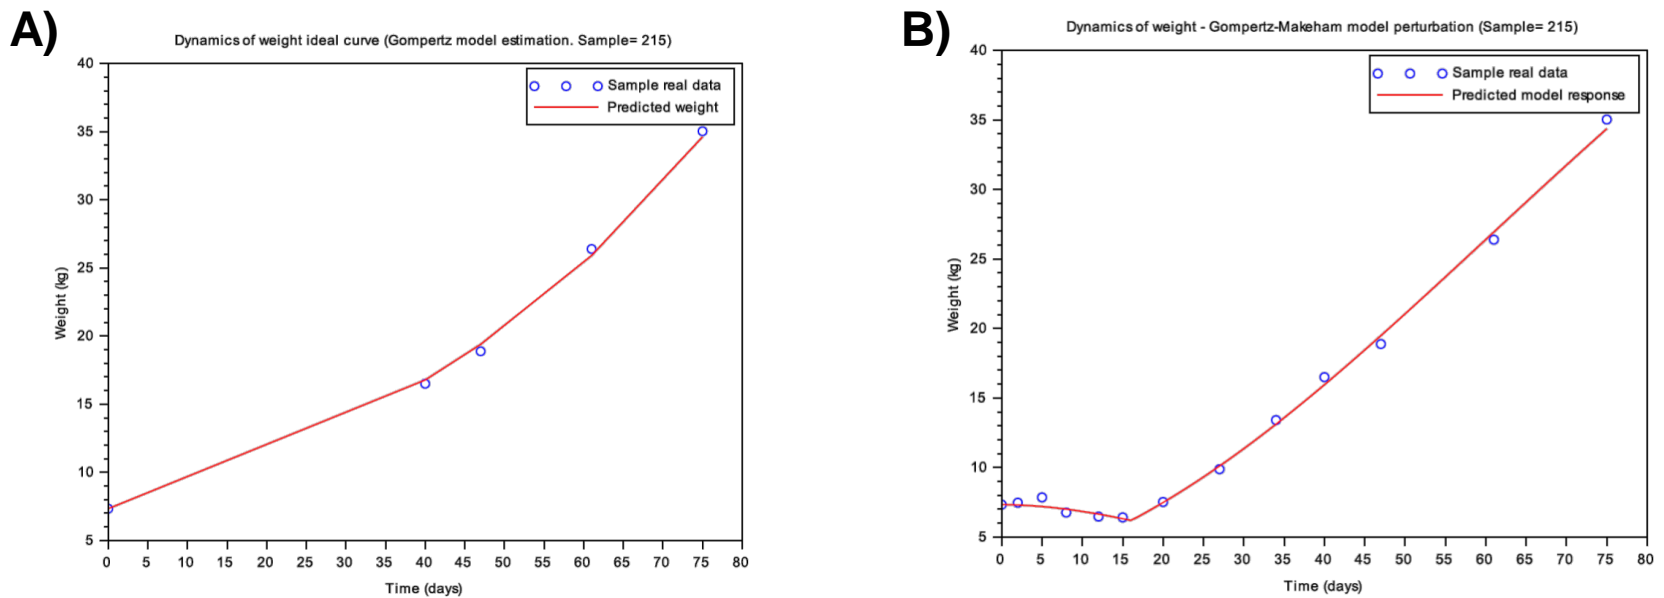 A)
Dynamics of weight ideal curve (Gompertz model estimation. Sample= 215)
40
35
30
25
20
15
10
5
Weight (kg)
Sample real data
Predicted weight
0 5 10 15 20 25 30 35 40 45 50 55 60 65 70 75 80
Time (days)
B)
Dynamics of weight - Gompertz-Makeham model perturbation (Sample= 215)
40
35
30
25
20
15
10
5
Weight (kg)
Sample real data
Predicted model response
0 5 10 15 20 25 30 35 40 45 50 55 60 65 70 75 80
Time (days)